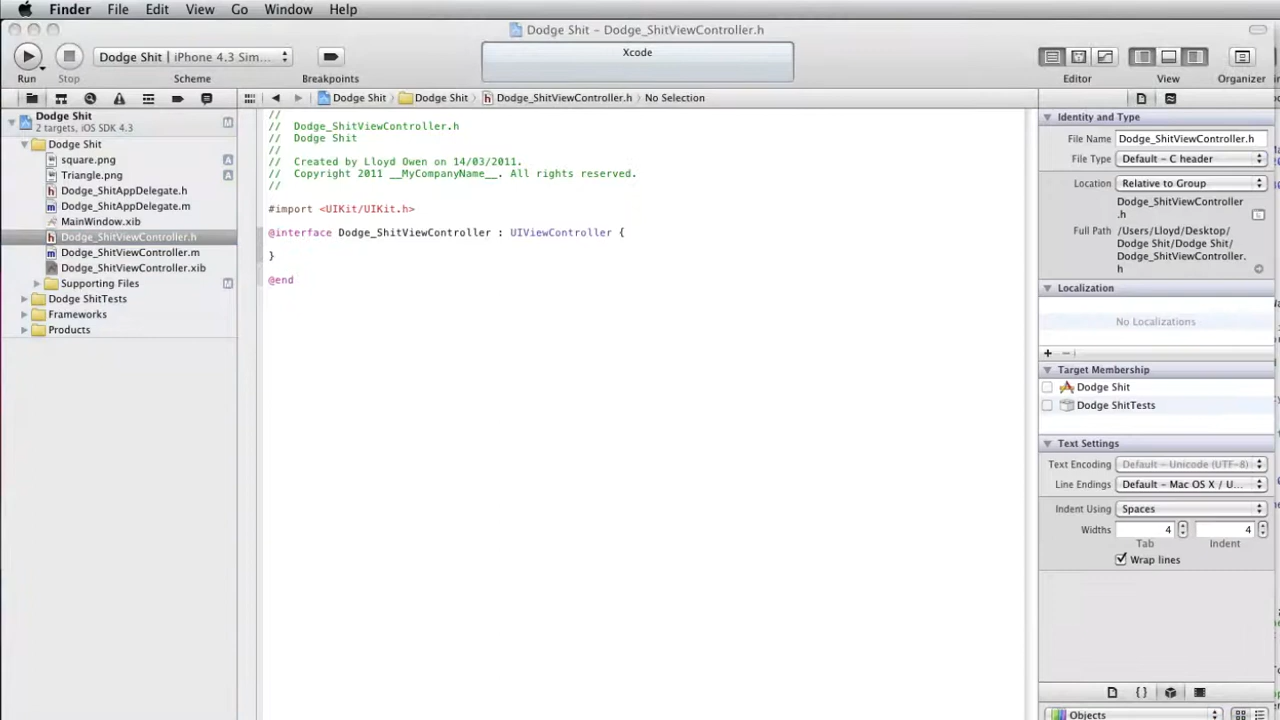 Finder File Edit View Go Window Help
Dodge Shit - Dodge_ShitViewController.h
Dodge Shit | iPhone 4.3 Sim...
Xcode
Run Stop Scheme Breakpoints Editor View Organizer
Dodge Shit Dodge Shit Dodge_ShitViewController.h No Selection
Dodge Shit
2 targets, iOS SDK 4.3
M
Dodge Shit
square.png A
Triangle.png A
Dodge_ShitAppDelegate.h
Dodge_ShitAppDelegate.m
MainWindow.xib
Dodge_ShitViewController.h
Dodge_ShitViewController.m
Dodge_ShitViewController.xib
Supporting Files M
Dodge ShitTests
Frameworks
Products
//
// Dodge_ShitViewController.h
// Dodge Shit
//
// Created by Lloyd Owen on 14/03/2011.
// Copyright 2011 __MyCompanyName__. All rights reserved.
//
#import <UIKit/UIKit.h>
@interface Dodge_ShitViewController : UIViewController {
}
@end
Identity and Type
File Name Dodge_ShitViewController.h
File Type Default - C header
Location Relative to Group
Dodge_ShitViewController
.h
Full Path /Users/Lloyd/Desktop/
Dodge Shit/Dodge Shit/
Dodge_ShitViewController.
h
Localization
No Localizations
+ -
Target Membership
Dodge Shit
Dodge ShitTests
Text Settings
Text Encoding Default - Unicode (UTF-8)
Line Endings Default - Mac OS X / U...
Indent Using Spaces
Widths 4 4
Tab Indent
Wrap lines
{ }
Objects